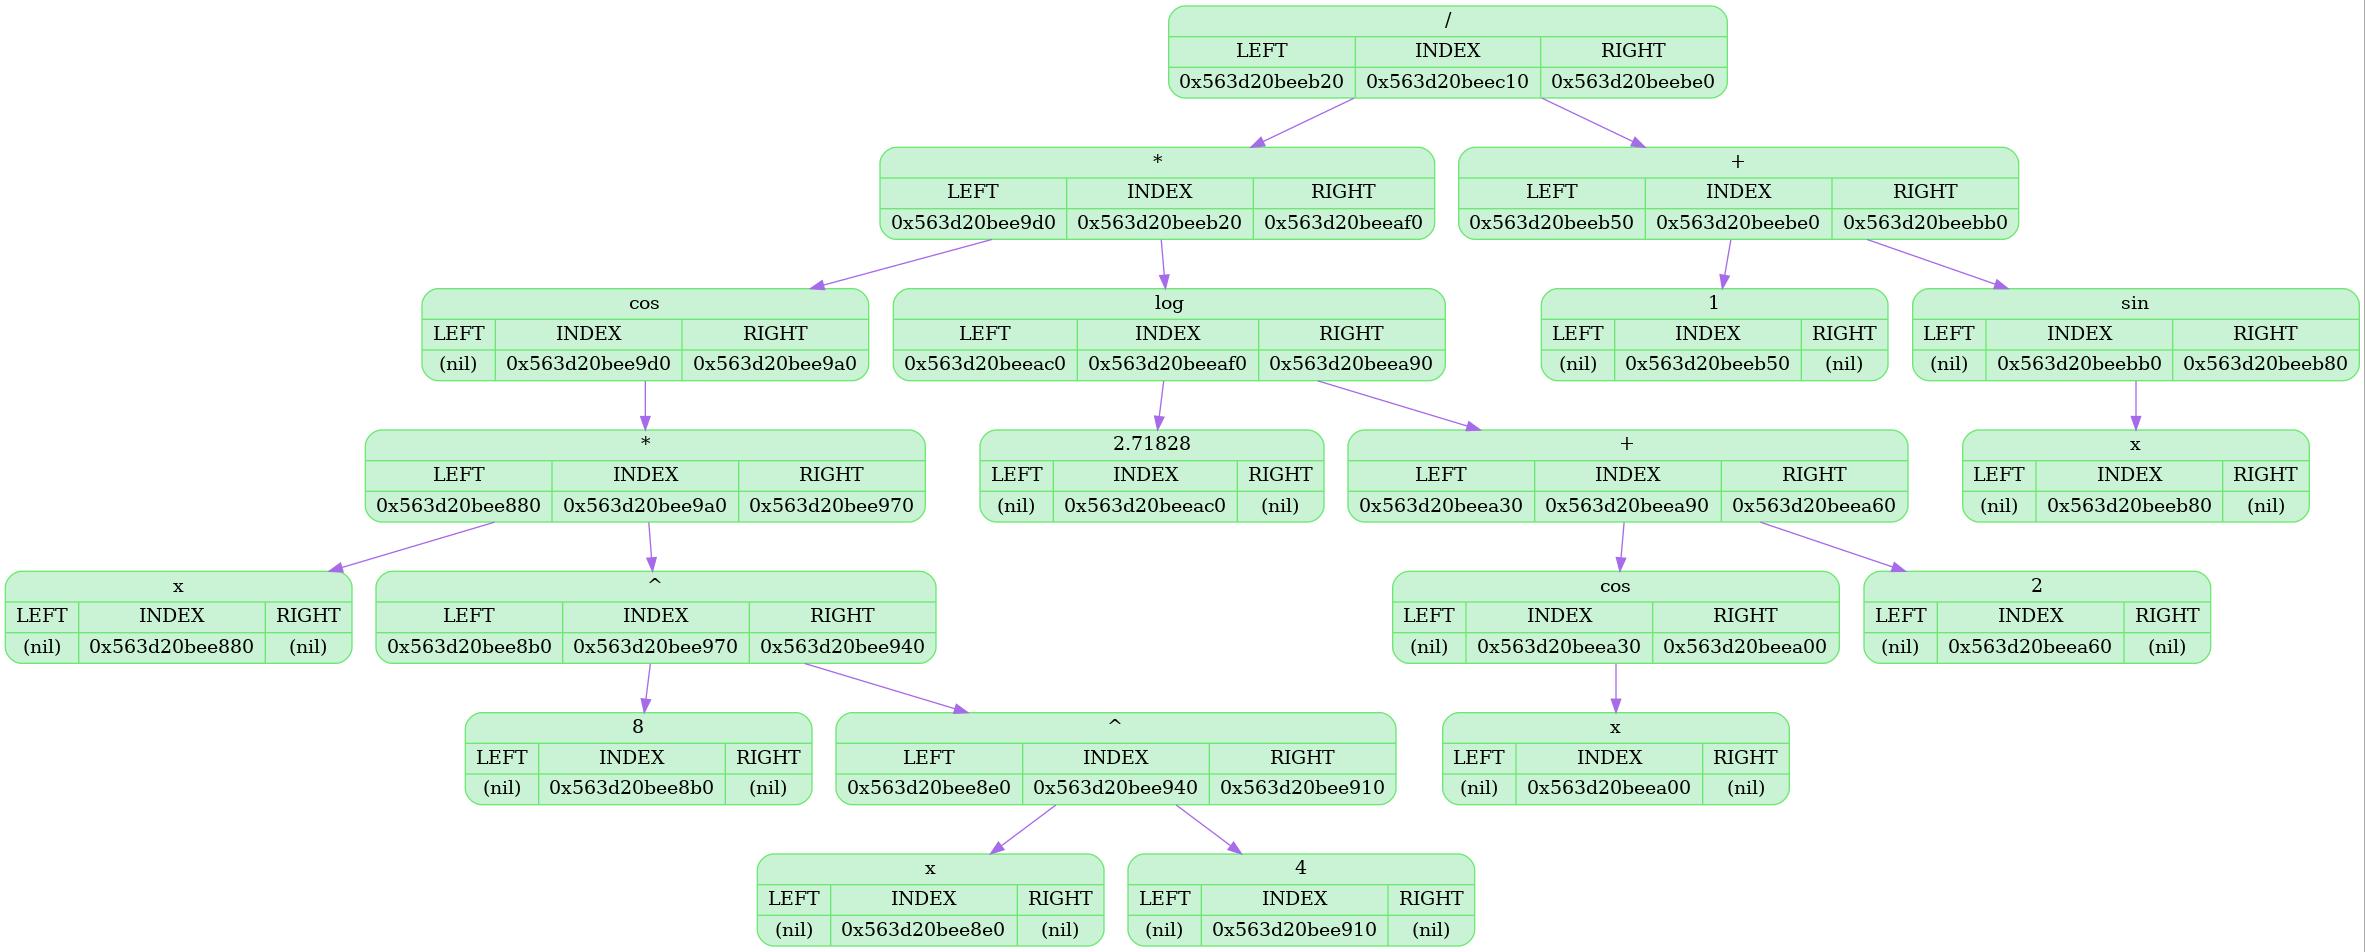 /
LEFT INDEX RIGHT
0x563d20beeb20 0x563d20beec10 0x563d20beebe0
*
LEFT INDEX RIGHT
0x563d20bee9d0 0x563d20beeb20 0x563d20beeaf0
+
LEFT INDEX RIGHT
0x563d20beeb50 0x563d20beebe0 0x563d20beebb0
cos
LEFT INDEX RIGHT
(nil) 0x563d20bee9d0 0x563d20bee9a0
log
LEFT INDEX RIGHT
0x563d20beeac0 0x563d20beeaf0 0x563d20beea90
1
LEFT INDEX RIGHT
(nil) 0x563d20beeb50 (nil)
sin
LEFT INDEX RIGHT
(nil) 0x563d20beebb0 0x563d20beeb80
*
LEFT INDEX RIGHT
0x563d20bee880 0x563d20bee9a0 0x563d20bee970
2.71828
LEFT INDEX RIGHT
(nil) 0x563d20beeac0 (nil)
+
LEFT INDEX RIGHT
0x563d20beea30 0x563d20beea90 0x563d20beea60
x
LEFT INDEX RIGHT
(nil) 0x563d20beeb80 (nil)
x
LEFT INDEX RIGHT
(nil) 0x563d20bee880 (nil)
^
LEFT INDEX RIGHT
0x563d20bee8b0 0x563d20bee970 0x563d20bee940
cos
LEFT INDEX RIGHT
(nil) 0x563d20beea30 0x563d20beea00
2
LEFT INDEX RIGHT
(nil) 0x563d20beea60 (nil)
8
LEFT INDEX RIGHT
(nil) 0x563d20bee8b0 (nil)
^
LEFT INDEX RIGHT
0x563d20bee8e0 0x563d20bee940 0x563d20bee910
x
LEFT INDEX RIGHT
(nil) 0x563d20beea00 (nil)
x
LEFT INDEX RIGHT
(nil) 0x563d20bee8e0 (nil)
4
LEFT INDEX RIGHT
(nil) 0x563d20bee910 (nil)